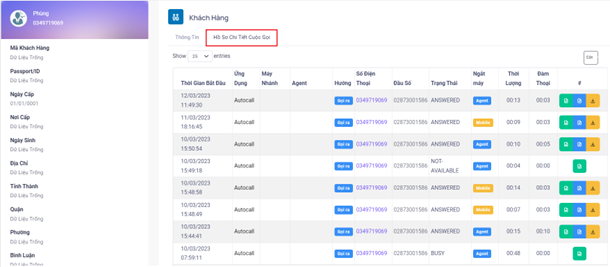 Phùng
0349719069
Mã Khách Hàng
Dữ Liệu Trống
Passport/ID
Dữ Liệu Trống
Ngày Cấp
01/01/0001
Nơi Cấp
Dữ Liệu Trống
Ngày Sinh
Dữ Liệu Trống
Địa Chỉ
Dữ Liệu Trống
Tỉnh Thành
Dữ Liệu Trống
Quận
Dữ Liệu Trống
Phường
Dữ Liệu Trống
Bình Luận
Dữ Liệu Trống
Khách Hàng
Thông Tin Hồ Sơ Chi Tiết Cuộc Gọi
Show 25 entries
Thời Gian Bắt Đầu Ứng Dụng Máy Nhánh Agent Hướng Số Điện Thoại Đầu Số Trạng Thái Ngắt máy Thời Lượng Đàm Thoại #
12/03/2023 11:49:30 Autocall Gọi ra 0349719069 02873001586 ANSWERED Agent 00:13 00:03
11/03/2023 18:16:45 Autocall Gọi ra 0349719069 02873001586 ANSWERED Mobile 00:09 00:03
10/03/2023 15:50:54 Autocall Gọi ra 0349719069 02873001586 ANSWERED Agent 00:10 00:05
10/03/2023 15:49:18 Autocall Gọi ra 0349719069 02873001586 NOT-AVAILABLE Agent 00:04 00:00
10/03/2023 15:48:58 Autocall Gọi ra 0349719069 02873001586 ANSWERED Mobile 00:14 00:03
10/03/2023 15:48:49 Autocall Gọi ra 0349719069 02873001586 ANSWERED Mobile 00:07 00:03
10/03/2023 15:44:41 Autocall Gọi ra 0349719069 02873001586 ANSWERED Agent 00:15 00:10
08/03/2023 07:59:11 Autocall Gọi ra 0349719069 02873001586 BUSY Agent 00:48 00:00